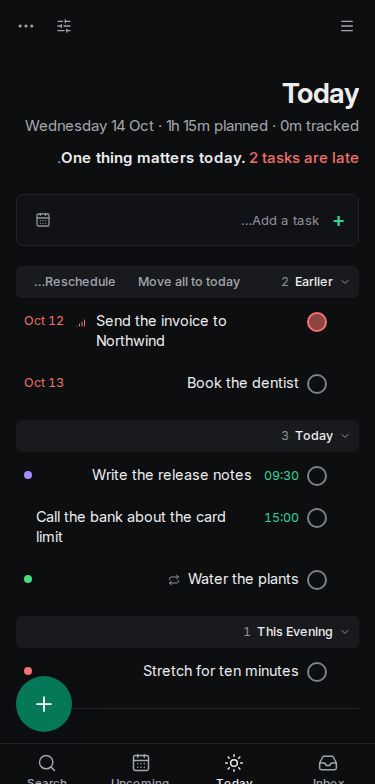 Today
Wednesday 14 Oct · 1h 15m planned · 0m tracked
.One thing matters today. 2 tasks are late
...Add a task
Earlier 2 Move all to today ...Reschedule
Send the invoice to
Northwind
Oct 12
Book the dentist
Oct 13
Today 3
09:30 Write the release notes
15:00 Call the bank about the card
limit
Water the plants
This Evening 1
Stretch for ten minutes
Search Upcoming Today Inbox